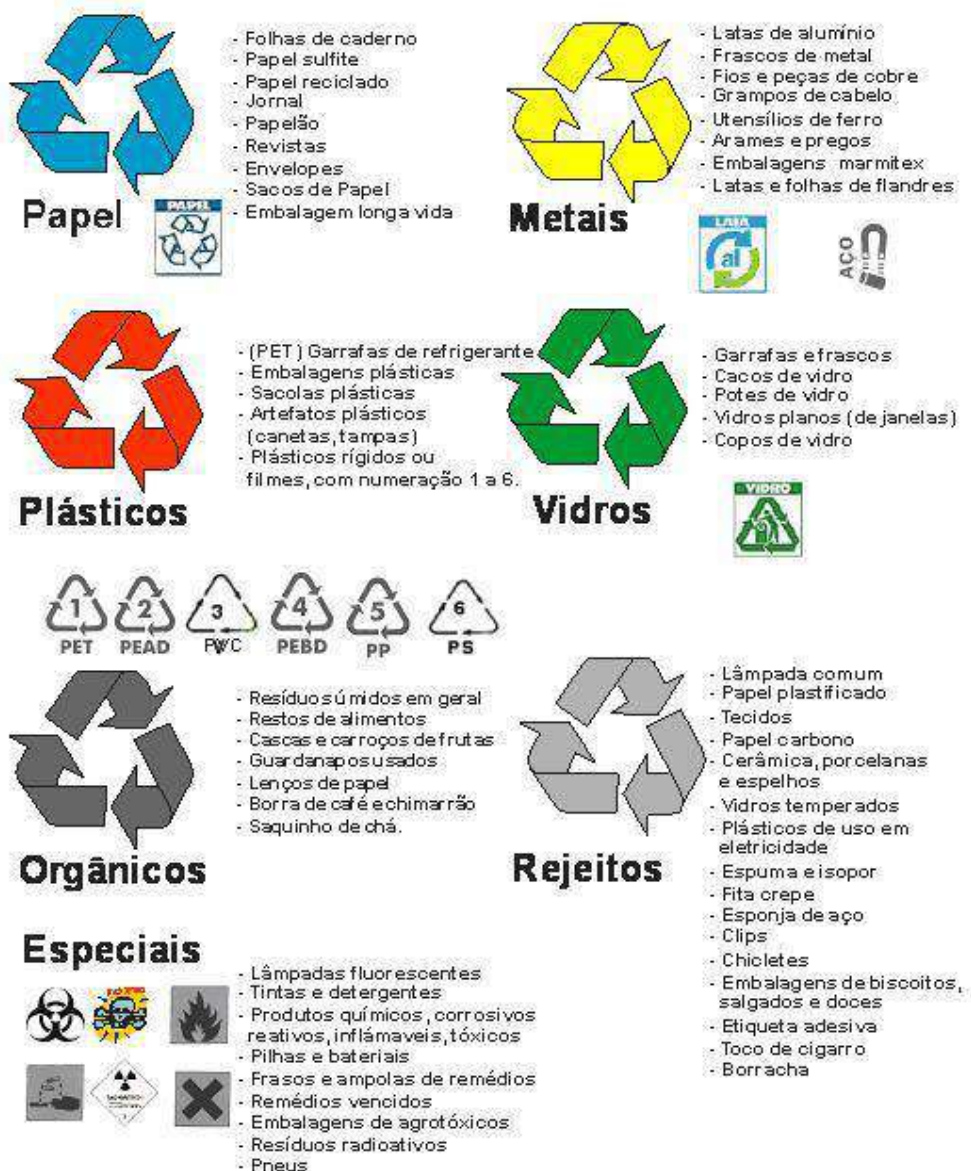 - Folhas de caderno
- Papel sulfite
- Papel reciclado
- Jornal
- Papelão
- Revistas
- Envelopes
- Sacos de Papel
- Embalagem longa vida
Papel
PAPEL
- Latas de alumínio
- Frascos de metal
- Fios e peças de cobre
- Grampos de cabelo
- Utensílios de ferro
- Arames e pregos
- Embalagens marmitex
- Latas e folhas de flandres
Metais
LATA
al
AÇO
- (PET) Garrafas de refrigerante
- Embalagens plásticas
- Sacolas plásticas
- Artefatos plásticos
(canetas, tampas)
- Plásticos rígidos ou
filmes, com numeração 1 a 6.
Plásticos
- Garrafas e frascos
- Cacos de vidro
- Potes de vidro
- Vidros planos (de janelas)
- Copos de vidro
Vidros
VIDRO
1 2 3 4 5 6
PET PEAD PVC PEBD PP PS
- Resíduos úmidos em geral
- Restos de alimentos
- Cascas e carroços de frutas
- Guardanapos usados
- Lenços de papel
- Borra de café e chimarrão
- Saquinho de chá.
Orgânicos
- Lâmpada comum
- Papel plastificado
- Tecidos
- Papel carbono
- Cerâmica, porcelanas
e espelhos
- Vidros temperados
- Plásticos de uso em
eletricidade
- Espuma e isopor
- Fita crepe
- Esponja de aço
- Clips
- Chicletes
- Embalagens de biscoitos,
salgados e doces
- Etiqueta adesiva
- Toco de cigarro
- Borracha
Rejeitos
Especiais
- Lâmpadas fluorescentes
- Tintas e detergentes
- Produtos químicos, corrosivos
reativos, inflámaveis, tóxicos
- Pilhas e bateriais
- Frasos e ampolas de remédios
- Remédios vencidos
- Embalagens de agrotóxicos
- Resíduos radioativos
- Pneus